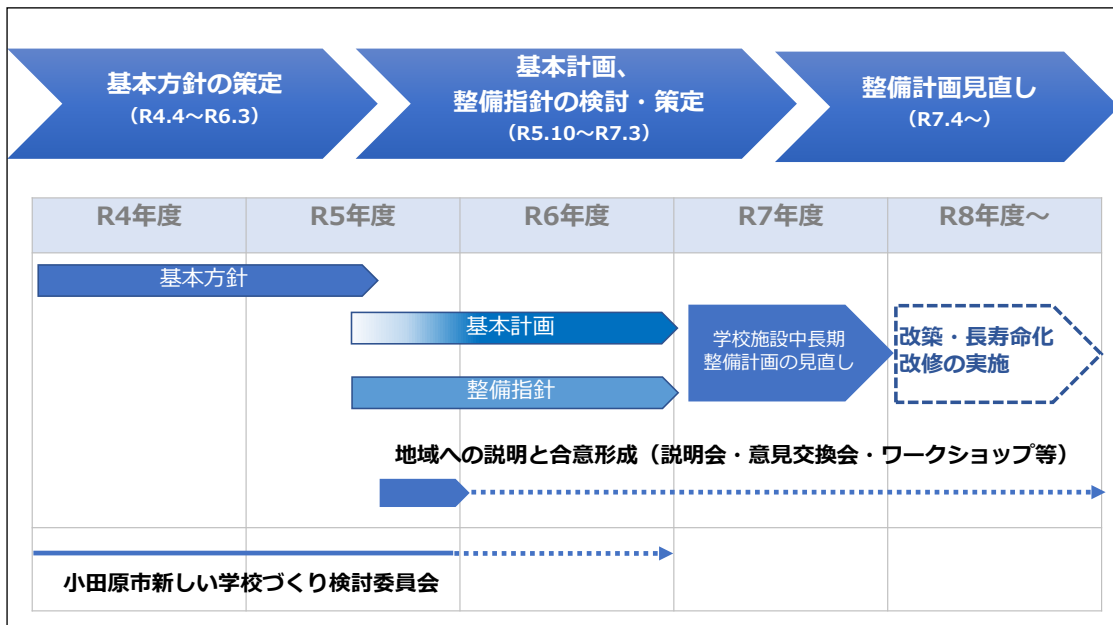 基本方針の策定
（R4.4～R6.3）
基本計画、
整備指針の検討・策定
（R5.10～R7.3）
整備計画見直し
（R7.4～）
R4年度
R5年度
R6年度
R7年度
R8年度～
基本方針
基本計画
整備指針
学校施設中長期
整備計画の見直し
改築・長寿命化
改修の実施
地域への説明と合意形成（説明会・意見交換会・ワークショップ等）
小田原市新しい学校づくり検討委員会